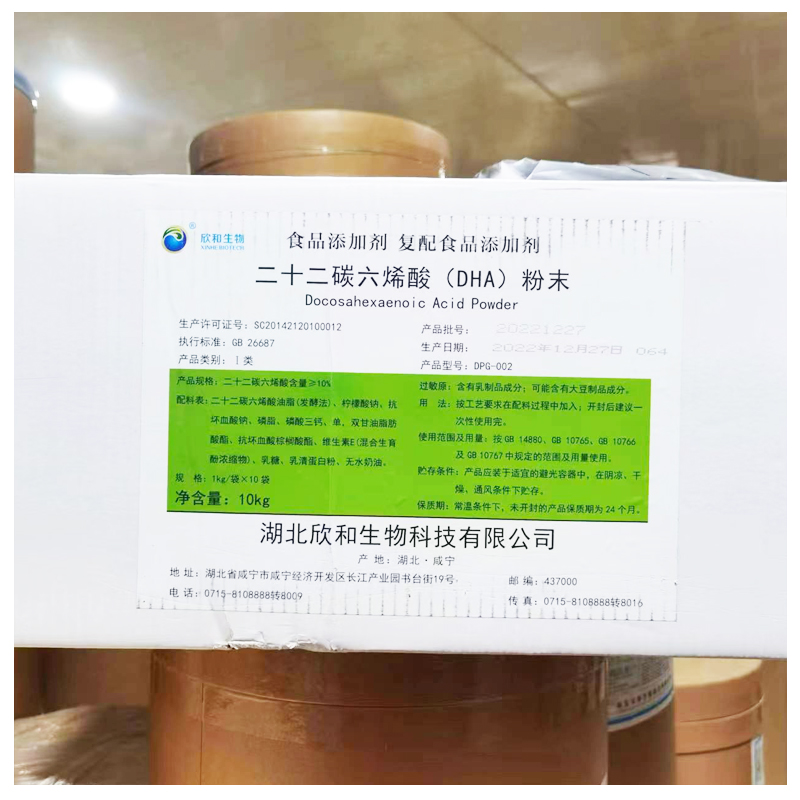 欣和生物®
XINHE BIOTECH
食品添加剂 复配食品添加剂
二十二碳六烯酸（DHA）粉末
Docosahexaenoic Acid Powder
生产许可证号：SC20142120100012
执行标准：GB 26687
产品类别：I类
产品批号：20221227
生产日期：2022年12月27日 064
产品型号：DPG-002
产品规格：二十二碳六烯酸含量≥10%
配料表：二十二碳六烯酸油脂(发酵法)、柠檬酸钠、抗
坏血酸钠、磷脂、磷酸三钙、单，双甘油脂肪
酸酯、抗坏血酸棕榈酸酯、维生素E(混合生育
酚浓缩物)、乳糖、乳清蛋白粉、无水奶油。
规 格：1kg/袋×10袋
净含量：10kg
过敏原：含有乳制品成分；可能含有大豆制品成分。
用 法：按工艺要求在配料过程中加入；开封后建议一
次性使用完。
使用范围及用量：按 GB 14880、GB 10765、GB 10766
及 GB 10767中规定的范围及用量使用。
贮存条件：产品应装于适宜的避光容器中，在阴凉、干
燥、通风条件下贮存。
保质期：常温条件下，未开封的产品保质期为24个月。
湖北欣和生物科技有限公司
产 地：湖北·咸宁
地 址：湖北省咸宁市咸宁经济开发区长江产业园书台街19号
邮 编：437000
电 话：0715-8108888转8009
传 真：0715-8108888转8016